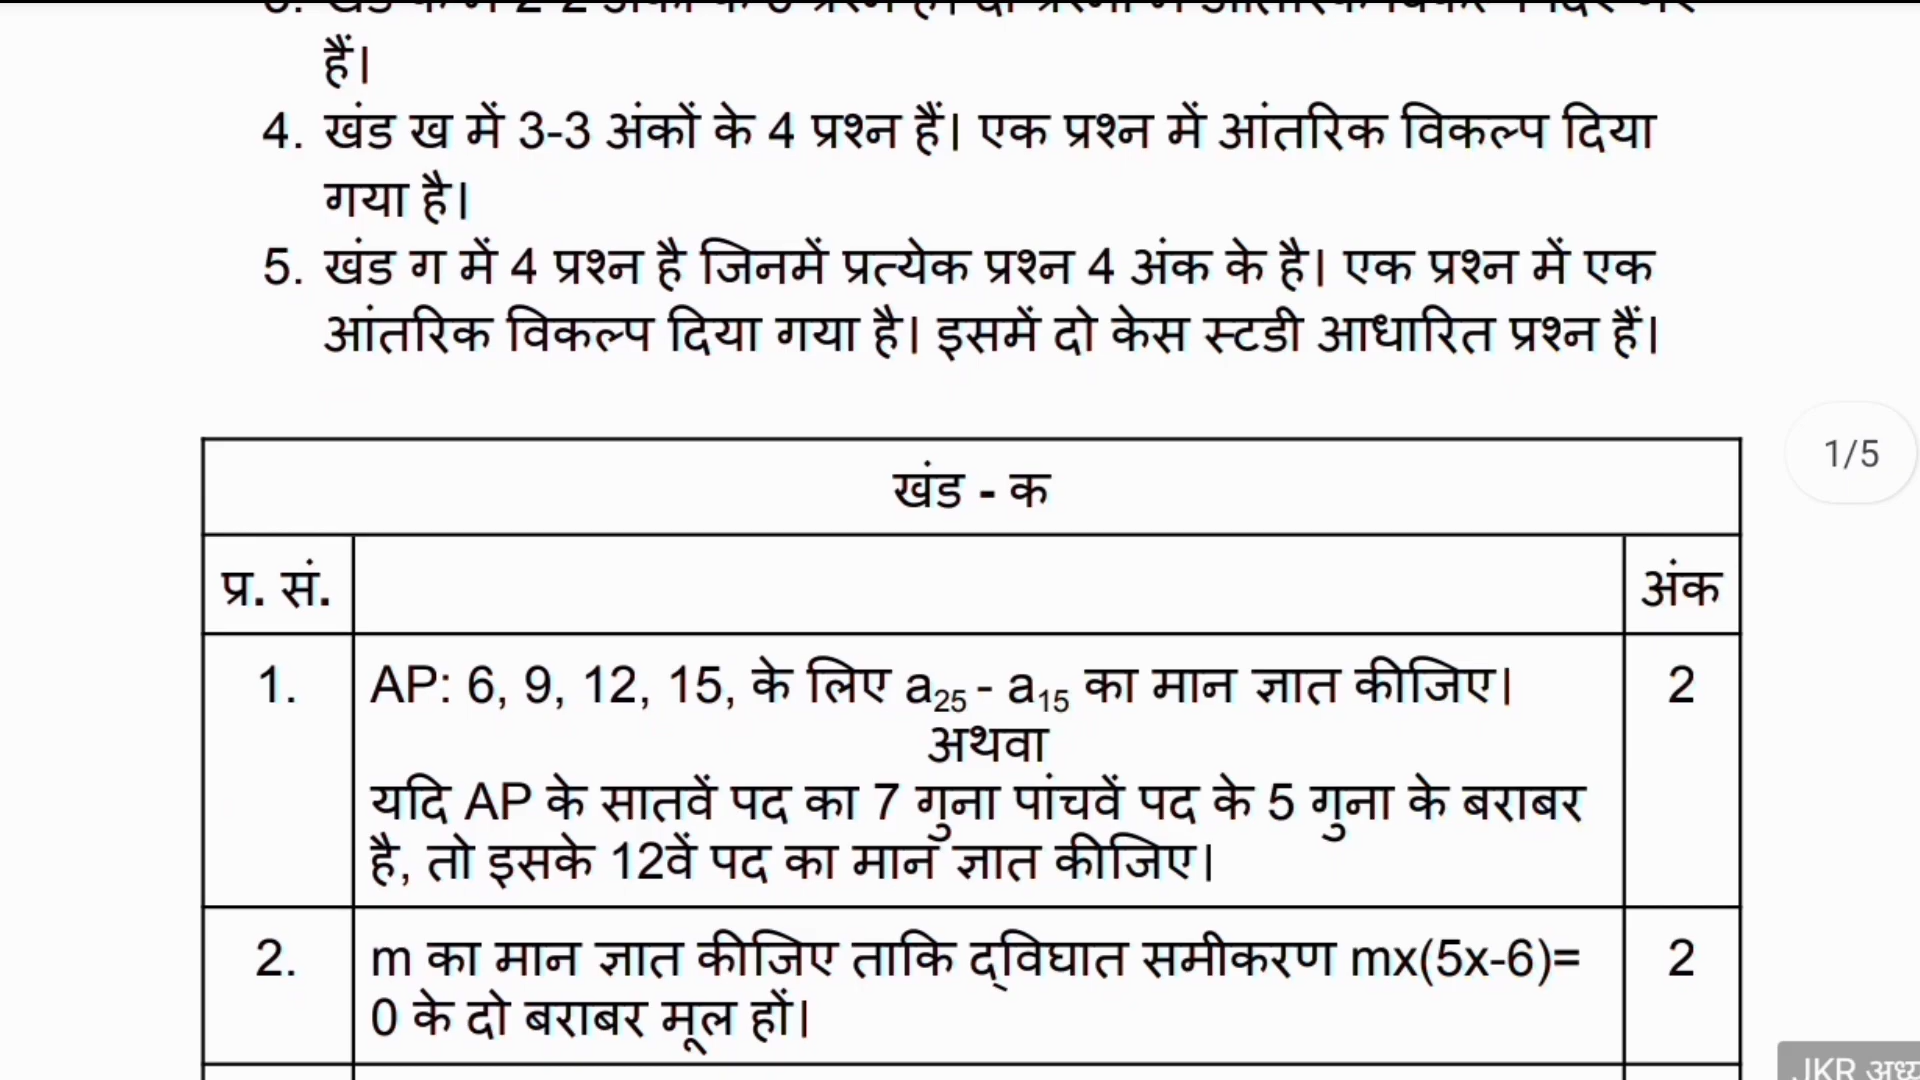 हैं।
4. खंड ख में 3-3 अंकों के 4 प्रश्न हैं। एक प्रश्न में आंतरिक विकल्प दिया
गया है।
5. खंड ग में 4 प्रश्न है जिनमें प्रत्येक प्रश्न 4 अंक के है। एक प्रश्न में एक
आंतरिक विकल्प दिया गया है। इसमें दो केस स्टडी आधारित प्रश्न हैं।
1/5
खंड - क
प्र. सं. अंक
1. AP: 6, 9, 12, 15, के लिए a₂₅ - a₁₅ का मान ज्ञात कीजिए। 2
अथवा
यदि AP के सातवें पद का 7 गुना पांचवें पद के 5 गुना के बराबर
है, तो इसके 12वें पद का मान ज्ञात कीजिए।
2. m का मान ज्ञात कीजिए ताकि द्विघात समीकरण mx(5x-6)= 2
0 के दो बराबर मूल हों।
JKR